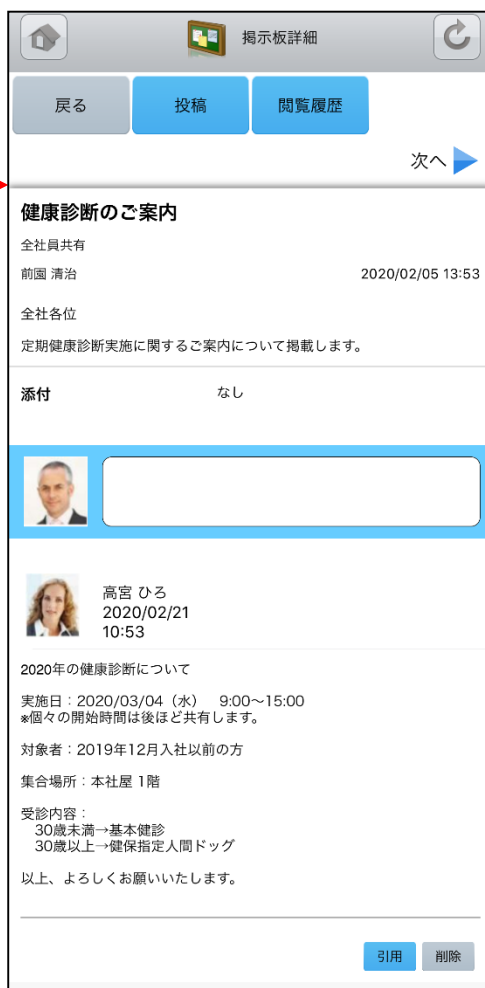 掲示板詳細
戻る 投稿 閲覧履歴
次へ
健康診断のご案内
全社員共有
前園 清治 2020/02/05 13:53
全社各位
定期健康診断実施に関するご案内について掲載します。
添付 なし
高宮 ひろ
2020/02/21
10:53
2020年の健康診断について
実施日：2020/03/04（水）　9:00～15:00
※個々の開始時間は後ほど共有します。
対象者：2019年12月入社以前の方
集合場所：本社屋 1階
受診内容：
30歳未満→基本健診
30歳以上→健保指定人間ドッグ
以上、よろしくお願いいたします。
引用 削除